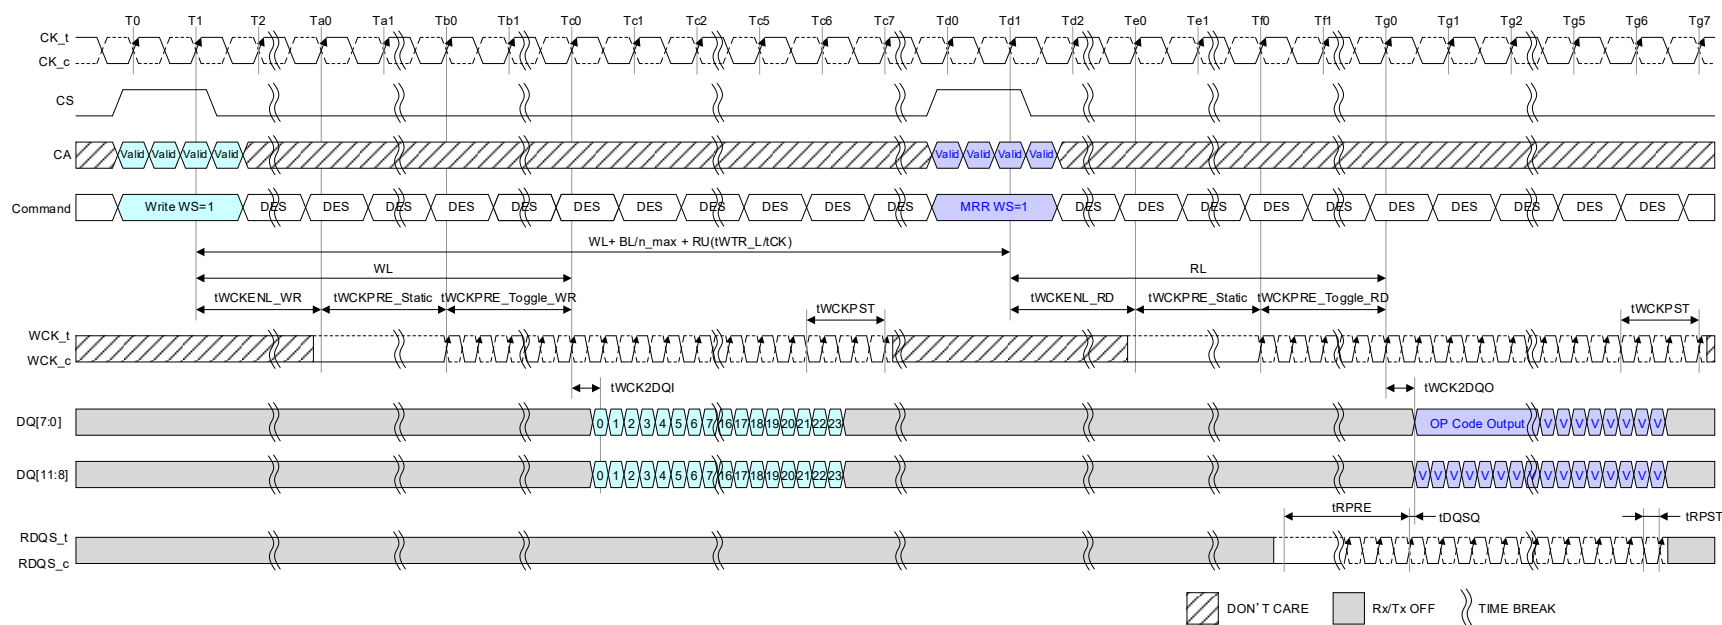 T0 T1 T2 Ta0 Ta1 Tb0 Tb1 Tc0 Tc1 Tc2 Tc5 Tc6 Tc7 Td0 Td1 Td2 Te0 Te1 Tf0 Tf1 Tg0 Tg1 Tg2 Tg5 Tg6 Tg7
CK_t
CK_c
CS
CA Valid Valid Valid Valid Valid Valid Valid Valid
Command Write WS=1 DES DES DES DES DES DES DES DES DES DES DES MRR WS=1 DES DES DES DES DES DES DES DES DES DES
WL+ BL/n_max + RU(tWTR_L/tCK)
WL RL
tWCKENL_WR tWCKPRE_Static tWCKPRE_Toggle_WR tWCKENL_RD tWCKPRE_Static tWCKPRE_Toggle_RD
tWCKPST tWCKPST
WCK_t
WCK_c
tWCK2DQI tWCK2DQO
DQ[7:0] 0 1 2 3 4 5 6 7 16 17 18 19 20 21 22 23 OP Code Output V V V V V V V V
DQ[11:8] 0 1 2 3 4 5 6 7 16 17 18 19 20 21 22 23 V V V V V V V V V V V V V V V V
tRPRE tDQSQ tRPST
RDQS_t
RDQS_c
DON'T CARE Rx/Tx OFF TIME BREAK